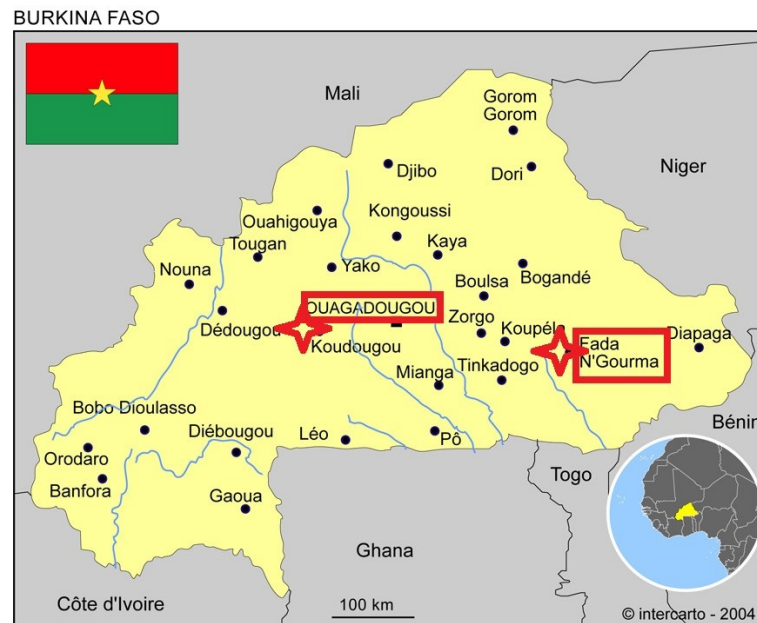 BURKINA FASO
Mali
Gorom
Gorom
Niger
Djibo
Dori
Ouahigouya
Kongoussi
Tougan
Kaya
Nouna
Yako
Bogandé
Boulsa
OUAGADOUGOU
Dédougou
Zorgo
Koupéla
Koudougou
Eada
N'Gourma
Diapaga
Mianga
Tinkadogo
Bobo Dioulasso
Diébougou
Léo
Pô
Bénin
Orodaro
Banfora
Togo
Gaoua
Ghana
Côte d'Ivoire
100 km
© intercarto - 2004